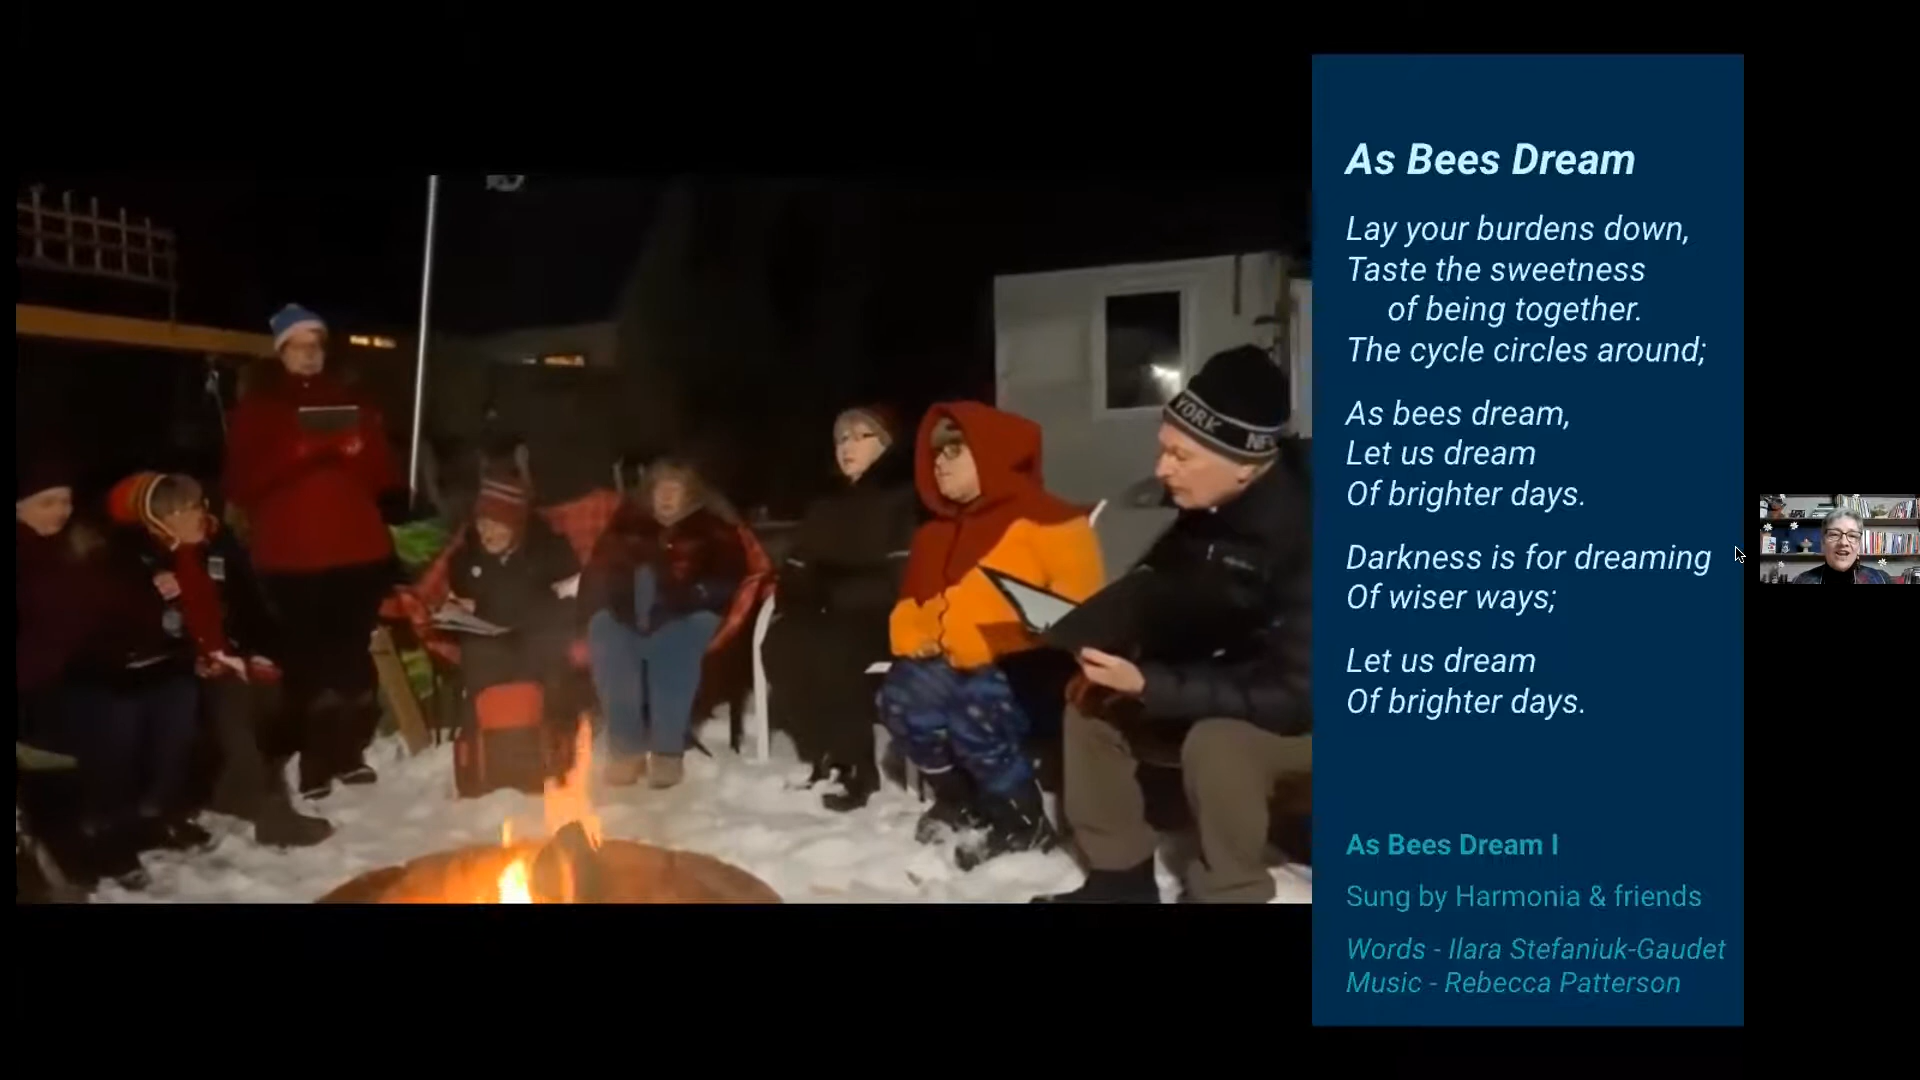 As Bees Dream
Lay your burdens down,
Taste the sweetness
of being together.
The cycle circles around;
As bees dream,
Let us dream
Of brighter days.
Darkness is for dreaming
Of wiser ways;
Let us dream
Of brighter days.
As Bees Dream I
Sung by Harmonia & friends
Words - Ilara Stefaniuk-Gaudet
Music - Rebecca Patterson
YORK